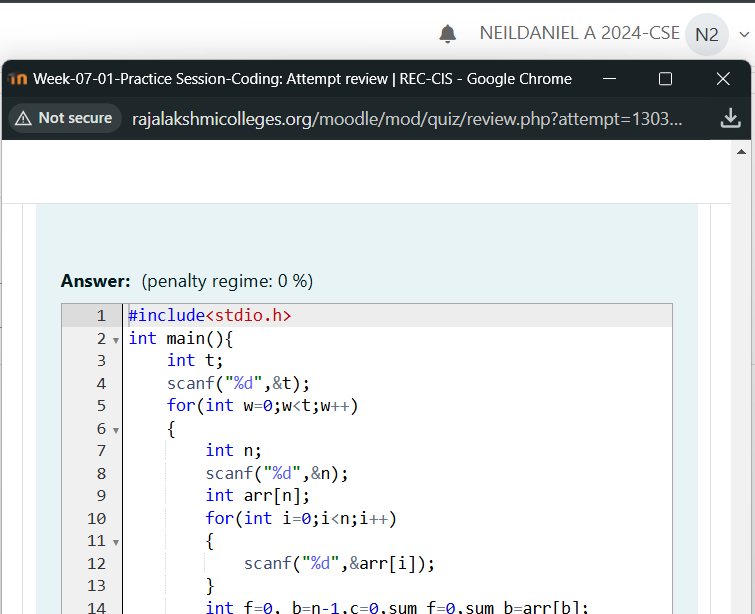 NEILDANIEL A 2024-CSE N2
Week-07-01-Practice Session-Coding: Attempt review | REC-CIS - Google Chrome
Not secure rajalakshmicolleges.org/moodle/mod/quiz/review.php?attempt=1303...
Answer: (penalty regime: 0 %)
1 #include<stdio.h>
2 int main(){
3     int t;
4     scanf("%d",&t);
5     for(int w=0;w<t;w++)
6     {
7         int n;
8         scanf("%d",&n);
9         int arr[n];
10         for(int i=0;i<n;i++)
11         {
12             scanf("%d",&arr[i]);
13         }
14         int f=0, b=n-1,c=0,sum_f=0,sum_b=arr[b];